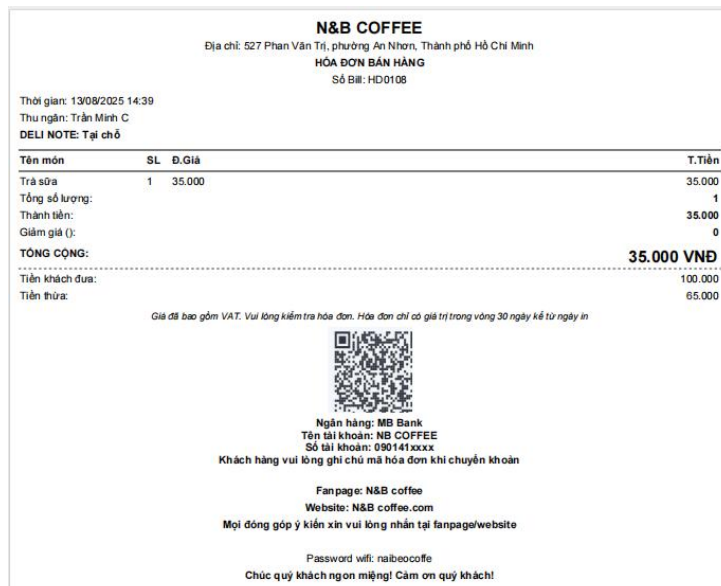 N&B COFFEE
Địa chỉ: 527 Phan Văn Trị, phường An Nhơn, Thành phố Hồ Chí Minh
HÓA ĐƠN BÁN HÀNG
Số Bill: HD0108
Thời gian: 13/08/2025 14:39
Thu ngân: Trần Minh C
DELI NOTE: Tại chỗ
Tên món SL Đ.Giá T.Tiền
Trà sữa 1 35.000 35.000
Tổng số lượng: 1
Thành tiền: 35.000
Giảm giá (): 0
TỔNG CỘNG: 35.000 VNĐ
Tiền khách đưa: 100.000
Tiền thừa: 65.000
Giá đã bao gồm VAT. Vui lòng kiểm tra hóa đơn. Hóa đơn chỉ có giá trị trong vòng 30 ngày kể từ ngày in
Ngân hàng: MB Bank
Tên tài khoản: NB COFFEE
Số tài khoản: 090141xxxx
Khách hàng vui lòng ghi chú mã hóa đơn khi chuyển khoản
Fanpage: N&B coffee
Website: N&B coffee.com
Mọi đóng góp ý kiến xin vui lòng nhắn tại fanpage/website
Password wifi: naibeocoffe
Chúc quý khách ngon miệng! Cảm ơn quý khách!